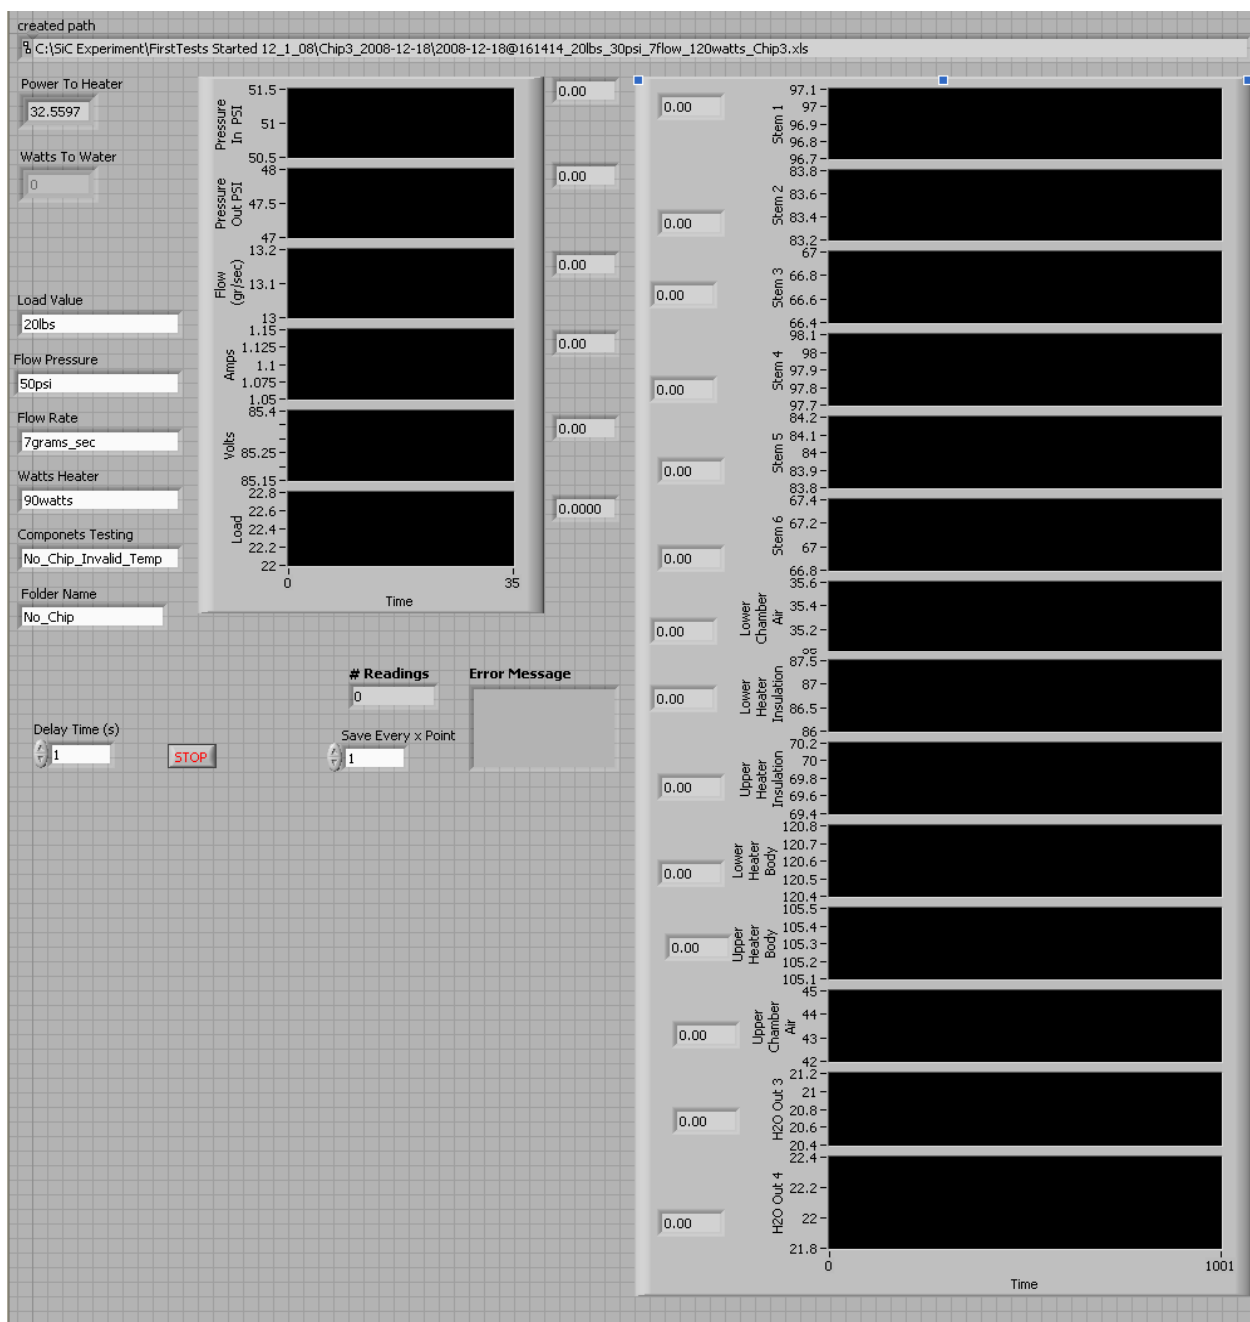 created path
C:\SiC Experiment\FirstTests Started 12_1_08\Chip3_2008-12-18\2008-12-18@161414_20lbs_30psi_7flow_120watts_Chip3.xls
Power To Heater
32.5597
Watts To Water
0
Load Value
20lbs
Flow Pressure
50psi
Flow Rate
7grams_sec
Watts Heater
90watts
Componets Testing
No_Chip_Invalid_Temp
Folder Name
No_Chip
Delay Time (s)
1
STOP
Pressure
In PSI
51.5
51
50.5
0.00
Pressure
Out PSI
48
47.5
47
0.00
Flow
(gr/sec)
13.2
13.1
13
0.00
Amps
1.15
1.125
1.1
1.075
1.05
0.00
Volts
85.4
85.25
85.15
0.00
Load
22.8
22.6
22.4
22.2
22
0.0000
0
35
Time
# Readings
0
Error Message
Save Every x Point
1
0.00
Stem 1
97.1
97
96.9
96.8
96.7
0.00
Stem 2
83.8
83.6
83.4
83.2
0.00
Stem 3
67
66.8
66.6
66.4
0.00
Stem 4
98.1
98
97.9
97.8
97.7
0.00
Stem 5
84.2
84.1
84
83.9
83.8
0.00
Stem 6
67.4
67.2
67
66.8
0.00
Lower
Chamber
Air
35.6
35.4
35.2
0.00
Lower
Heater
Insulation
87.5
87
86.5
86
0.00
Upper
Heater
Insulation
70.2
70
69.8
69.6
69.4
0.00
Lower
Heater
Body
120.8
120.7
120.6
120.5
120.4
0.00
Upper
Heater
Body
105.5
105.4
105.3
105.2
105.1
0.00
Upper
Chamber
Air
45
44
43
42
0.00
H2O Out 3
21.2
21
20.8
20.6
20.4
0.00
H2O Out 4
22.4
22.2
22
21.8
0
1001
Time